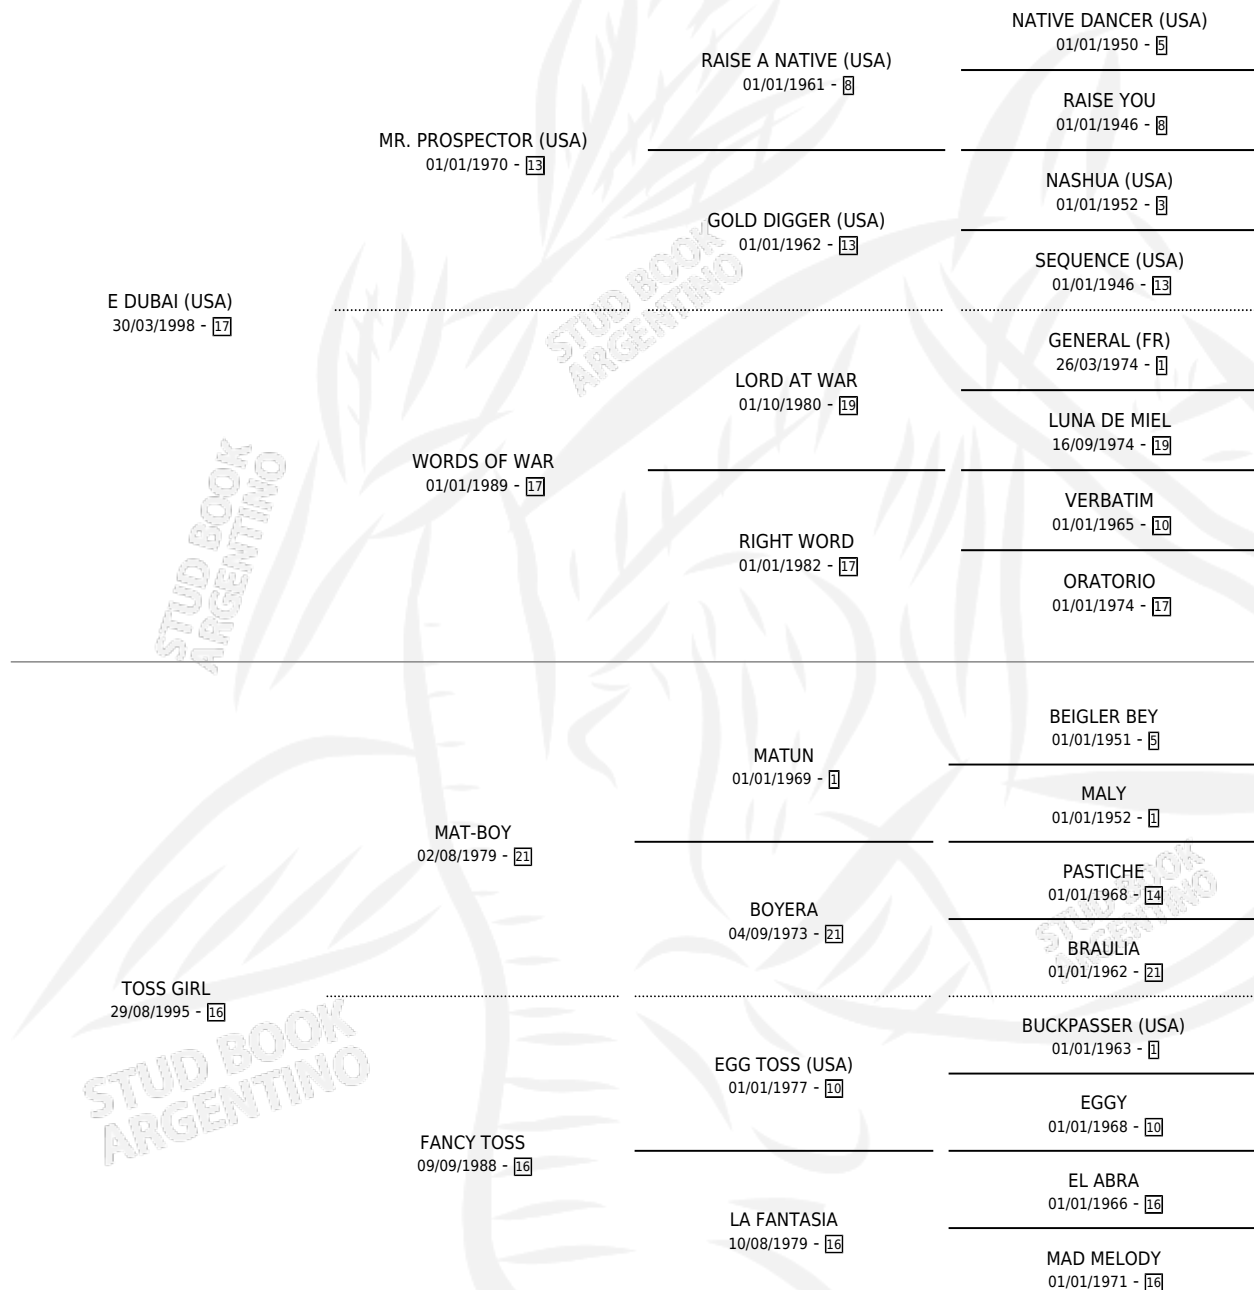 NATIVE DANCER (USA)
01/01/1950 - 5
RAISE A NATIVE (USA)
01/01/1961 - 8
RAISE YOU
01/01/1946 - 8
MR. PROSPECTOR (USA)
01/01/1970 - 13
NASHUA (USA)
01/01/1952 - 3
GOLD DIGGER (USA)
01/01/1962 - 13
SEQUENCE (USA)
01/01/1946 - 13
E DUBAI (USA)
30/03/1998 - 17
GENERAL (FR)
26/03/1974 - 1
LORD AT WAR
01/10/1980 - 19
LUNA DE MIEL
16/09/1974 - 19
WORDS OF WAR
01/01/1989 - 17
VERBATIM
01/01/1965 - 10
RIGHT WORD
01/01/1982 - 17
ORATORIO
01/01/1974 - 17
BEIGLER BEY
01/01/1951 - 5
MATUN
01/01/1969 - 1
MALY
01/01/1952 - 1
MAT-BOY
02/08/1979 - 21
PASTICHE
01/01/1968 - 14
BOYERA
04/09/1973 - 21
BRAULIA
01/01/1962 - 21
TOSS GIRL
29/08/1995 - 16
BUCKPASSER (USA)
01/01/1963 - 1
EGG TOSS (USA)
01/01/1977 - 10
EGGY
01/01/1968 - 10
FANCY TOSS
09/09/1988 - 16
EL ABRA
01/01/1966 - 16
LA FANTASIA
10/08/1979 - 16
MAD MELODY
01/01/1971 - 16
STUD BOOK
ARGENTINO
STUD BOOK
ARGENTINO
STUD BOOK
ARGENTINO
STUD BOOK
ARGENTINO